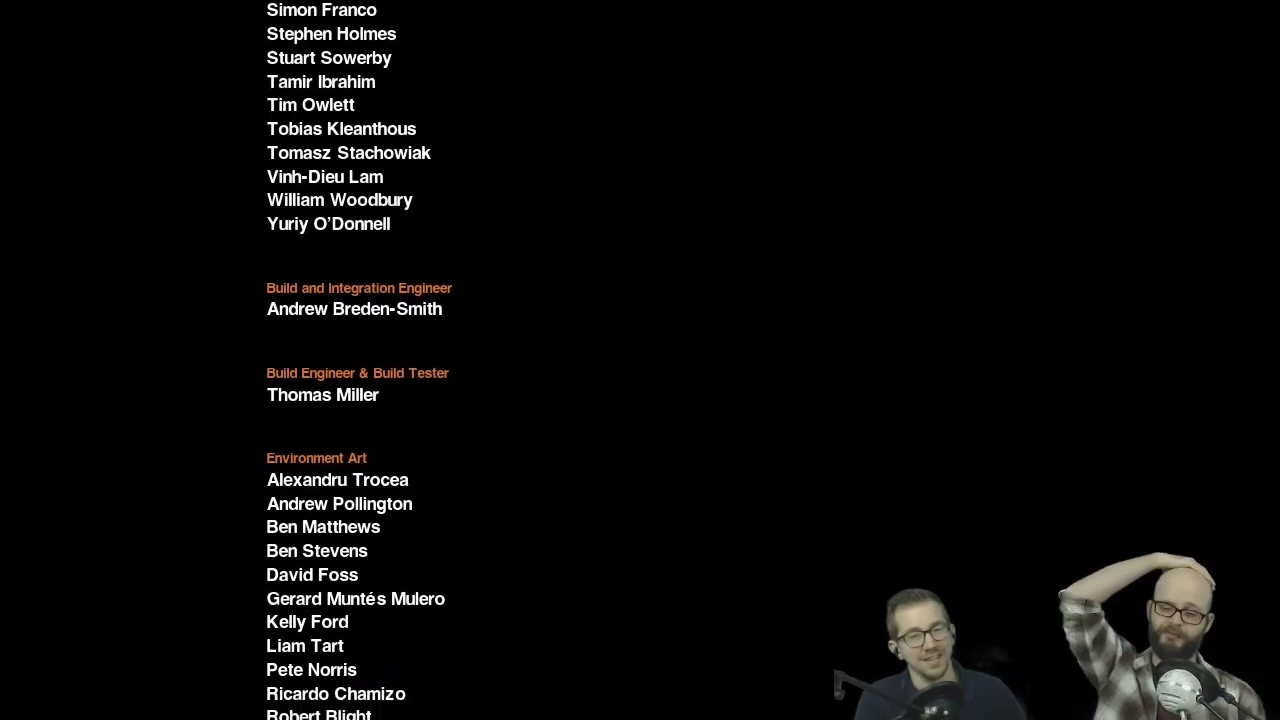 Simon Franco
Stephen Holmes
Stuart Sowerby
Tamir Ibrahim
Tim Owlett
Tobias Kleanthous
Tomasz Stachowiak
Vinh-Dieu Lam
William Woodbury
Yuriy O’Donnell
Build and Integration Engineer
Andrew Breden-Smith
Build Engineer & Build Tester
Thomas Miller
Environment Art
Alexandru Trocea
Andrew Pollington
Ben Matthews
Ben Stevens
David Foss
Gerard Muntés Mulero
Kelly Ford
Liam Tart
Pete Norris
Ricardo Chamizo
Robert Blight